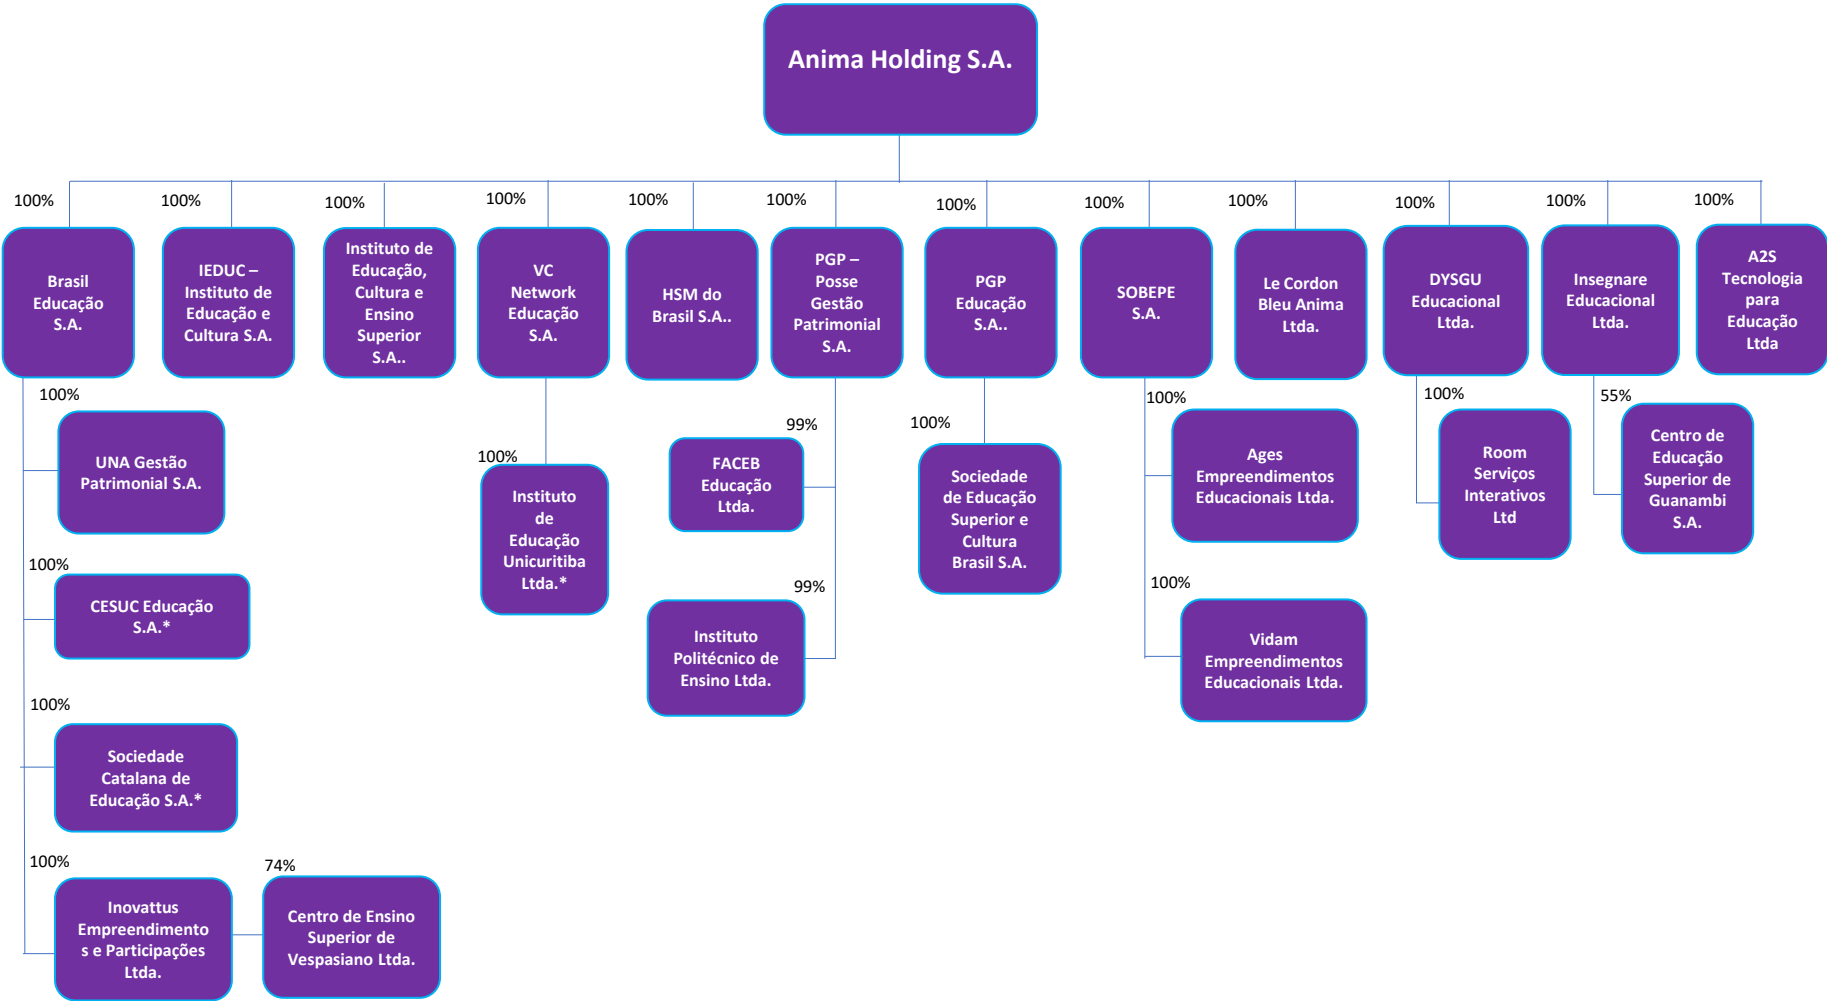 Anima Holding S.A.
100%
100%
100%
100%
100%
100%
100%
100%
100%
100%
100%
100%
Brasil
Educação
S.A.
IEDUC –
Instituto de
Educação e
Cultura S.A.
Instituto de
Educação,
Cultura e
Ensino
Superior
S.A..
VC
Network
Educação
S.A.
HSM do
Brasil S.A..
PGP –
Posse
Gestão
Patrimonial
S.A.
PGP
Educação
S.A..
SOBEPE
S.A.
Le Cordon
Bleu Anima
Ltda.
DYSGU
Educacional
Ltda.
Insegnare
Educacional
Ltda.
A2S
Tecnologia
para
Educação
Ltda
100%
UNA Gestão
Patrimonial S.A.
100%
CESUC Educação
S.A.*
100%
Sociedade
Catalana de
Educação S.A.*
100%
Inovattus
Empreendimento
s e Participações
Ltda.
74%
Centro de Ensino
Superior de
Vespasiano Ltda.
100%
Instituto
de
Educação
Unicuritiba
Ltda.*
99%
FACEB
Educação
Ltda.
99%
Instituto
Politécnico de
Ensino Ltda.
100%
Sociedade
de Educação
Superior e
Cultura
Brasil S.A.
100%
Ages
Empreendimentos
Educacionais Ltda.
100%
Vidam
Empreendimentos
Educacionais Ltda.
100%
Room
Serviços
Interativos
Ltd
55%
Centro de
Educação
Superior de
Guanambi
S.A.